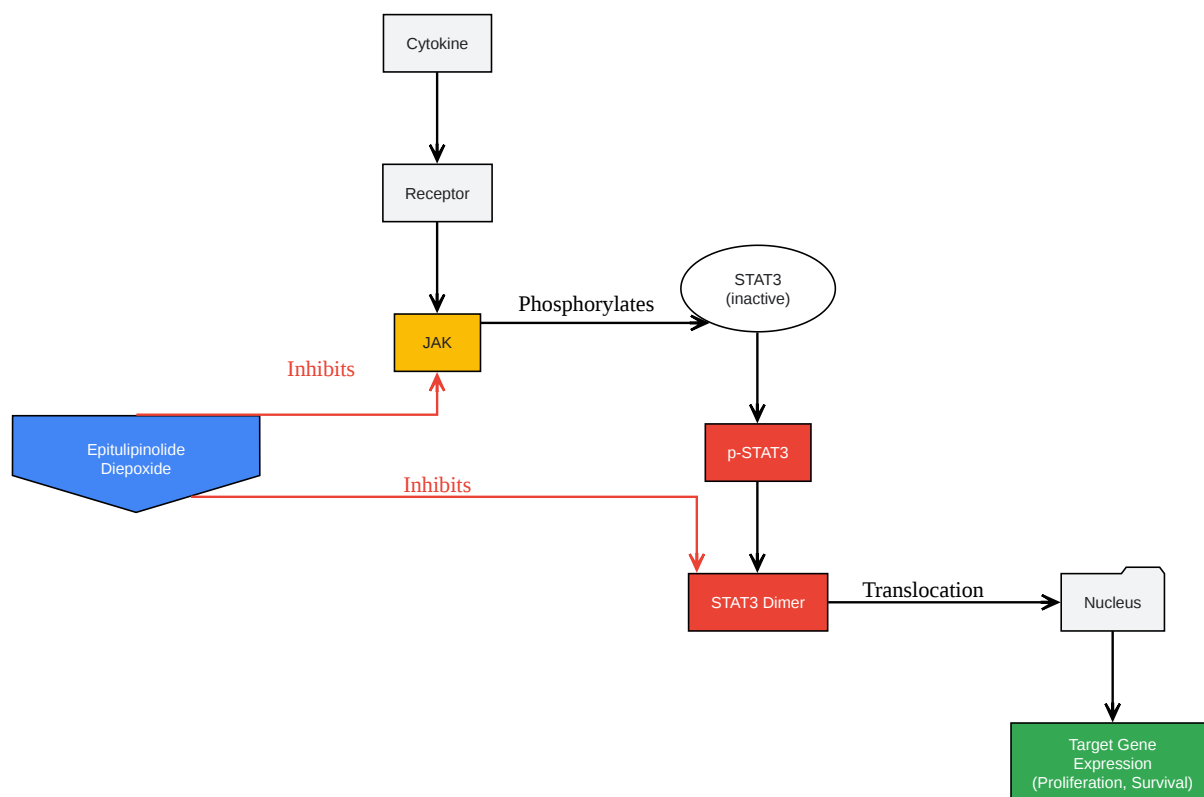 Cytokine
Receptor
STAT3
(inactive)
Phosphorylates
JAK
Inhibits
Epitulipinolide
Diepoxide
p-STAT3
Inhibits
Translocation
STAT3 Dimer
Nucleus
Target Gene
Expression
(Proliferation, Survival)